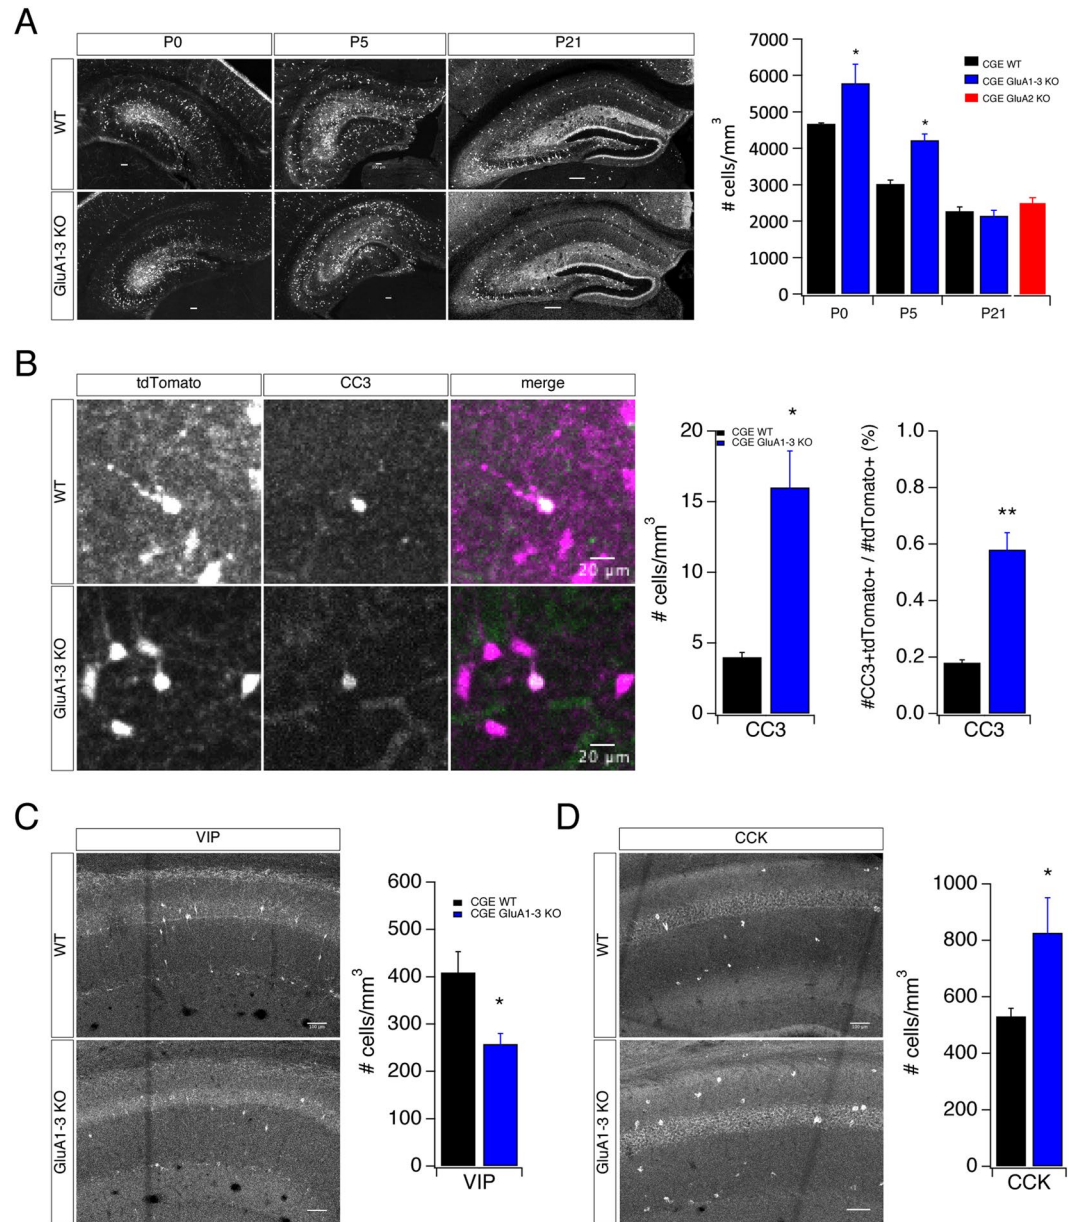 A
P0
P5
P21
WT
GluA1-3 KO
# cells/mm3
7000
6000
5000
4000
3000
2000
1000
0
CGE WT
CGE GluA1-3 KO
CGE GluA2 KO
*
*
P0
P5
P21
B
tdTomato
CC3
merge
WT
GluA1-3 KO
20 µm
20 µm
# cells/mm3
20
15
10
5
0
CGE WT
CGE GluA1-3 KO
*
CC3
#CC3+tdTomato+ / #tdTomato+ (%)
1.0
0.8
0.6
0.4
0.2
0.0
**
CC3
C
VIP
WT
GluA1-3 KO
100 µm
# cells/mm3
600
500
400
300
200
100
0
CGE WT
CGE GluA1-3 KO
*
VIP
D
CCK
WT
GluA1-3 KO
100 µm
# cells/mm3
1000
800
600
400
200
0
*
CCK